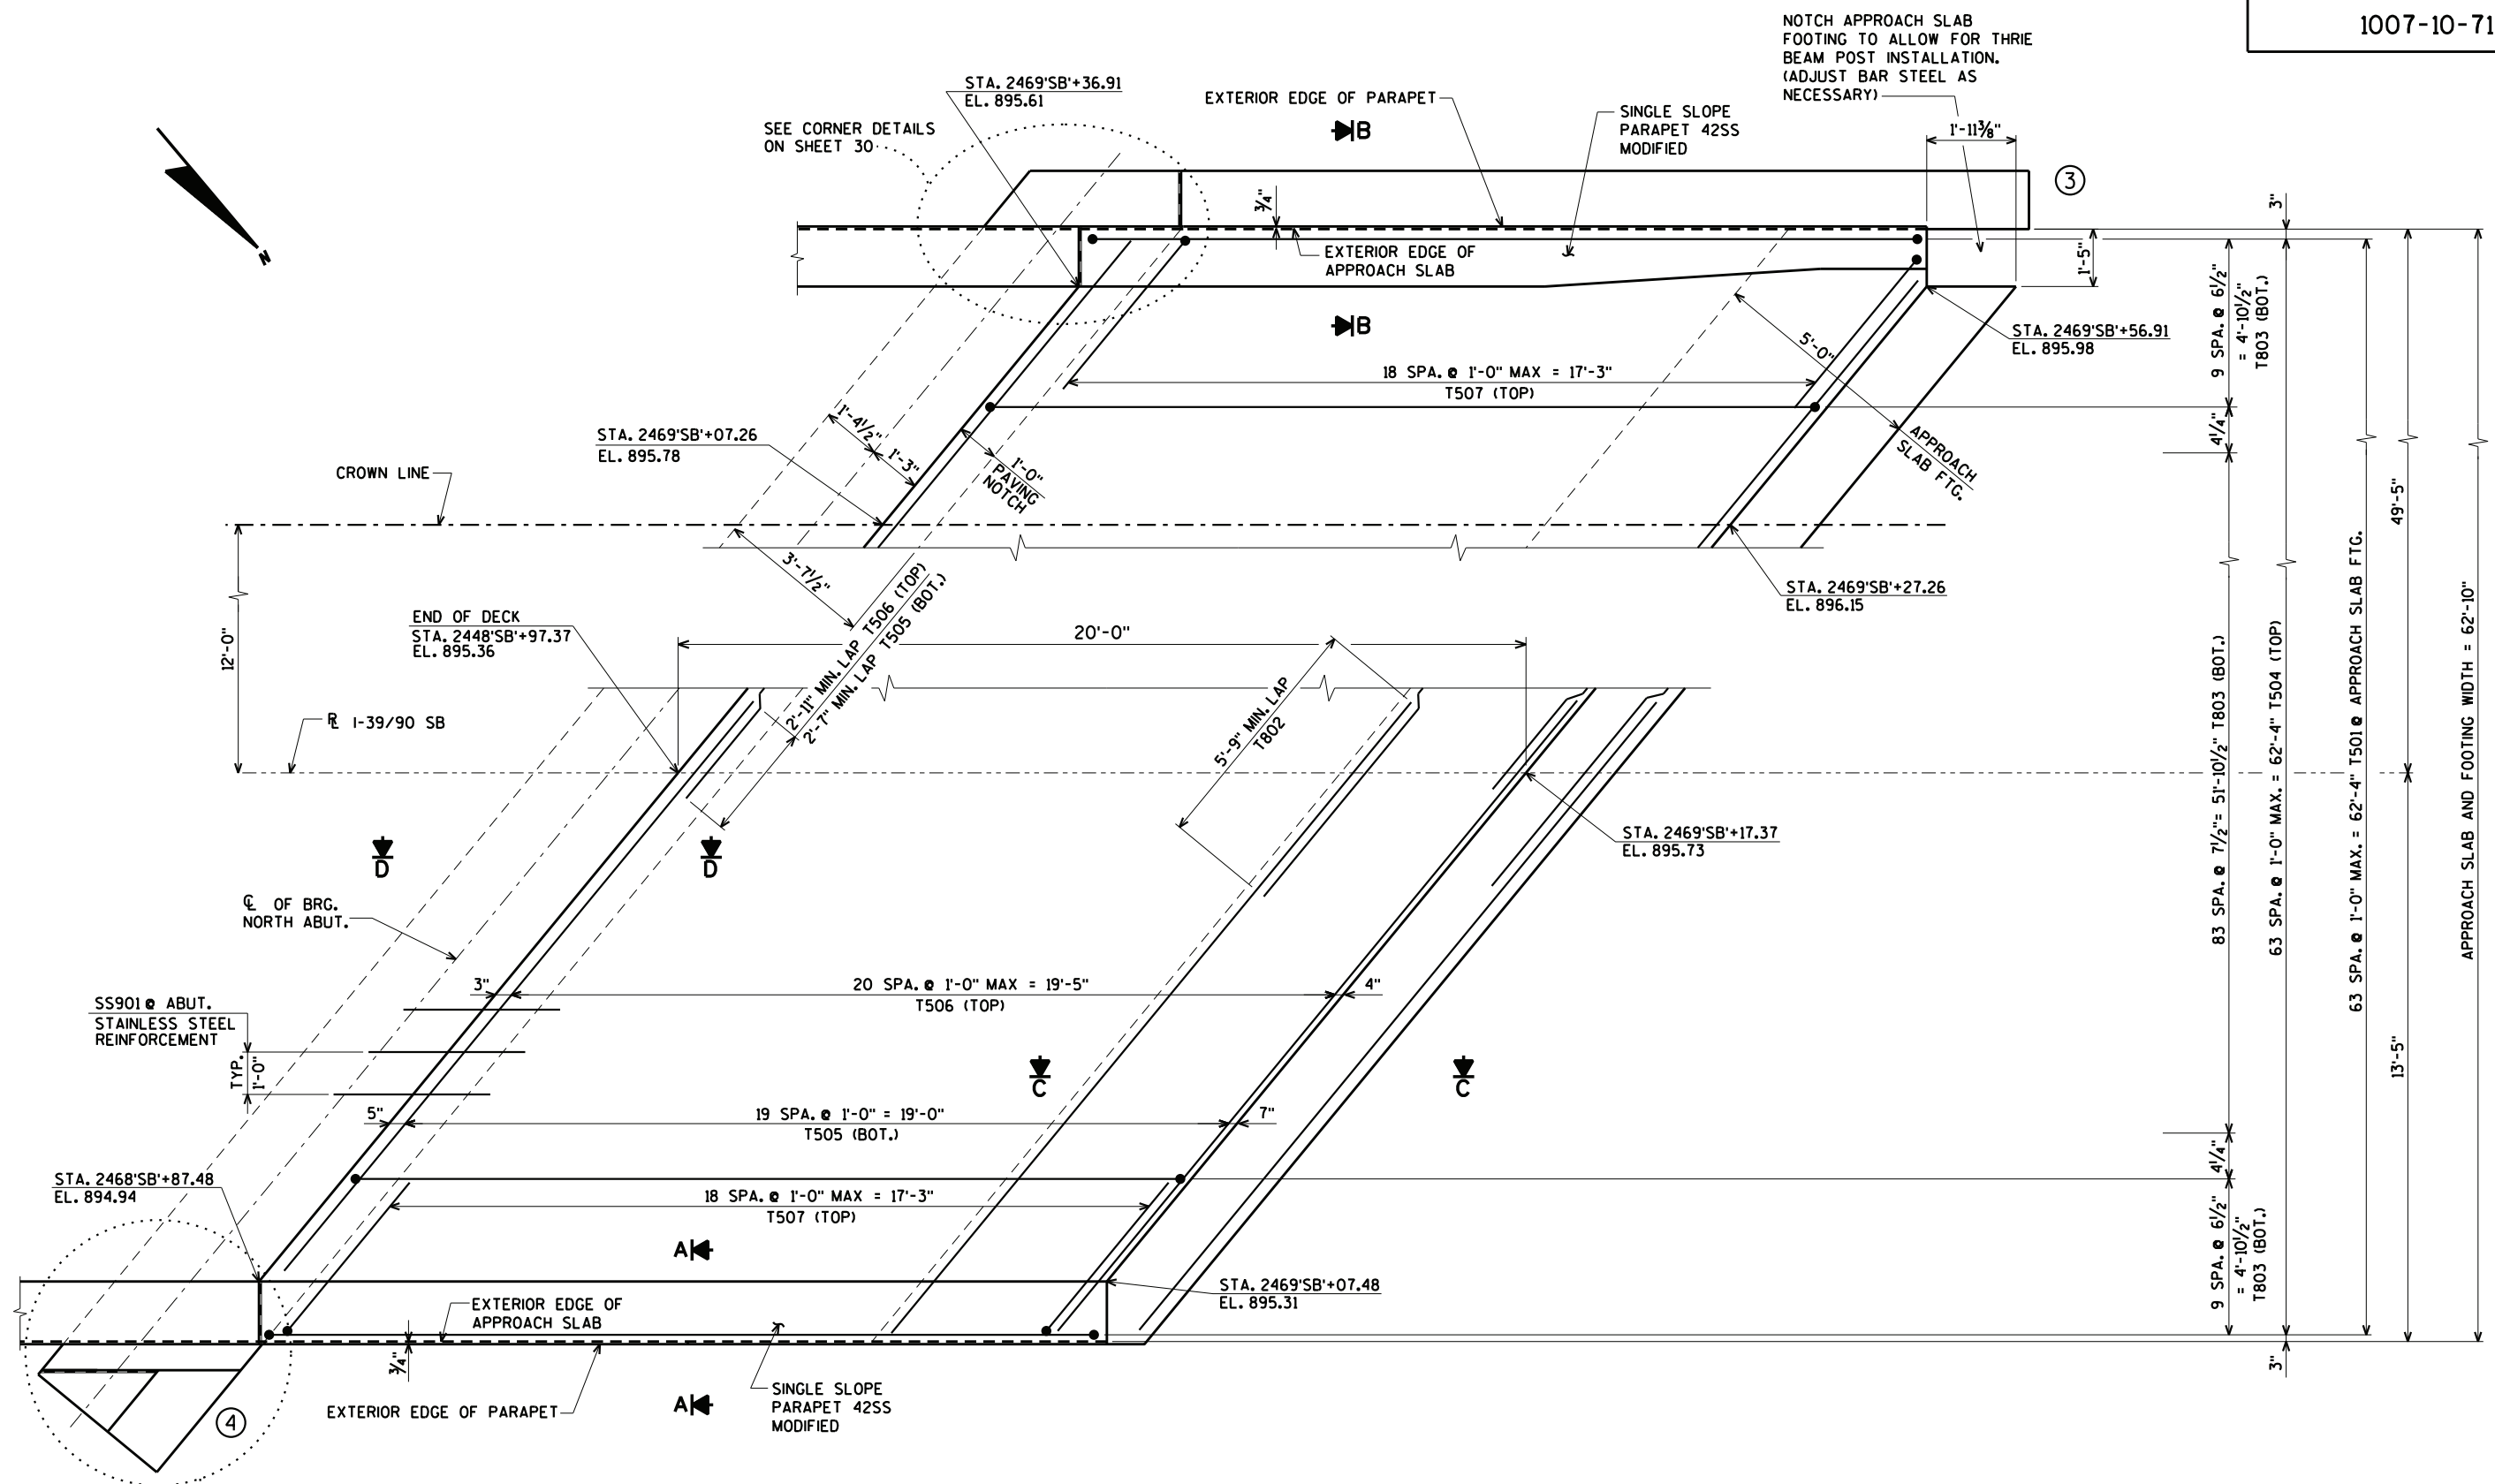 1007-10-71
NOTCH APPROACH SLAB
FOOTING TO ALLOW FOR THRIE
BEAM POST INSTALLATION.
(ADJUST BAR STEEL AS
NECESSARY)
STA. 2469'SB'+36.91
EL. 895.61
EXTERIOR EDGE OF PARAPET
B
SINGLE SLOPE
PARAPET 42SS
MODIFIED
1'-11⅜"
SEE CORNER DETAILS
ON SHEET 30
3
N
¾"
3"
EXTERIOR EDGE OF
APPROACH SLAB
1'-5"
B
9 SPA. @ 6½"
= 4'-10½"
T803 (BOT.)
STA. 2469'SB'+56.91
EL. 895.98
5'-0"
18 SPA. @ 1'-0" MAX = 17'-3"
T507 (TOP)
1'-4½"
1'-3"
1'-0"
PAVING
NOTCH
APPROACH
SLAB FTG.
4¼"
STA. 2469'SB'+07.26
EL. 895.78
CROWN LINE
49'-5"
3'-7½"
STA. 2469'SB'+27.26
EL. 896.15
12'-0"
END OF DECK
STA. 2448'SB'+97.37
EL. 895.36
20'-0"
2'-11" MIN. LAP T506 (TOP)
2'-7" MIN. LAP T505 (BOT.)
5'-9" MIN. LAP
T802
83 SPA. @ 7½"= 51'-10½" T803 (BOT.)
63 SPA. @ 1'-0" MAX. = 62'-4" T504 (TOP)
63 SPA. @ 1'-0" MAX. = 62'-4" T501 @ APPROACH SLAB FTG.
APPROACH SLAB AND FOOTING WIDTH = 62'-10"
℞ I-39/90 SB
STA. 2469'SB'+17.37
EL. 895.73
D
D
℄ OF BRG.
NORTH ABUT.
3"
20 SPA. @ 1'-0" MAX = 19'-5"
T506 (TOP)
4"
SS901 @ ABUT.
STAINLESS STEEL
REINFORCEMENT
TYP.
1'-0"
C
C
13'-5"
5"
19 SPA. @ 1'-0" = 19'-0"
T505 (BOT.)
7"
4¼"
STA. 2468'SB'+87.48
EL. 894.94
18 SPA. @ 1'-0" MAX = 17'-3"
T507 (TOP)
9 SPA. @ 6½"
= 4'-10½"
T803 (BOT.)
A
STA. 2469'SB'+07.48
EL. 895.31
EXTERIOR EDGE OF
APPROACH SLAB
¾"
3"
SINGLE SLOPE
PARAPET 42SS
MODIFIED
A
EXTERIOR EDGE OF PARAPET
4